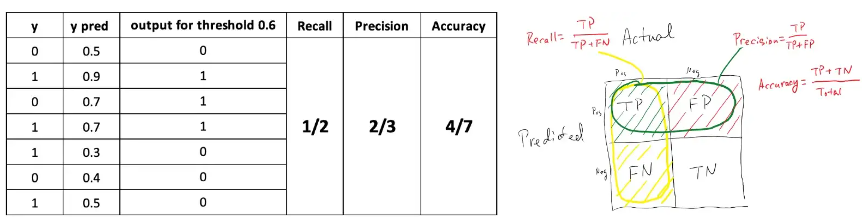 y y pred output for threshold 0.6 Recall Precision Accuracy
0 0.5 0
1 0.9 1
0 0.7 1
1 0.7 1
1 0.3 0
0 0.4 0
1 0.5 0
1/2 2/3 4/7
Recall = TP / TP+FN
Actual
Precision = TP / TP+FP
Accuracy = TP + TN / Total
Pos Neg
Predicted
Pos TP FP
Neg FN TN